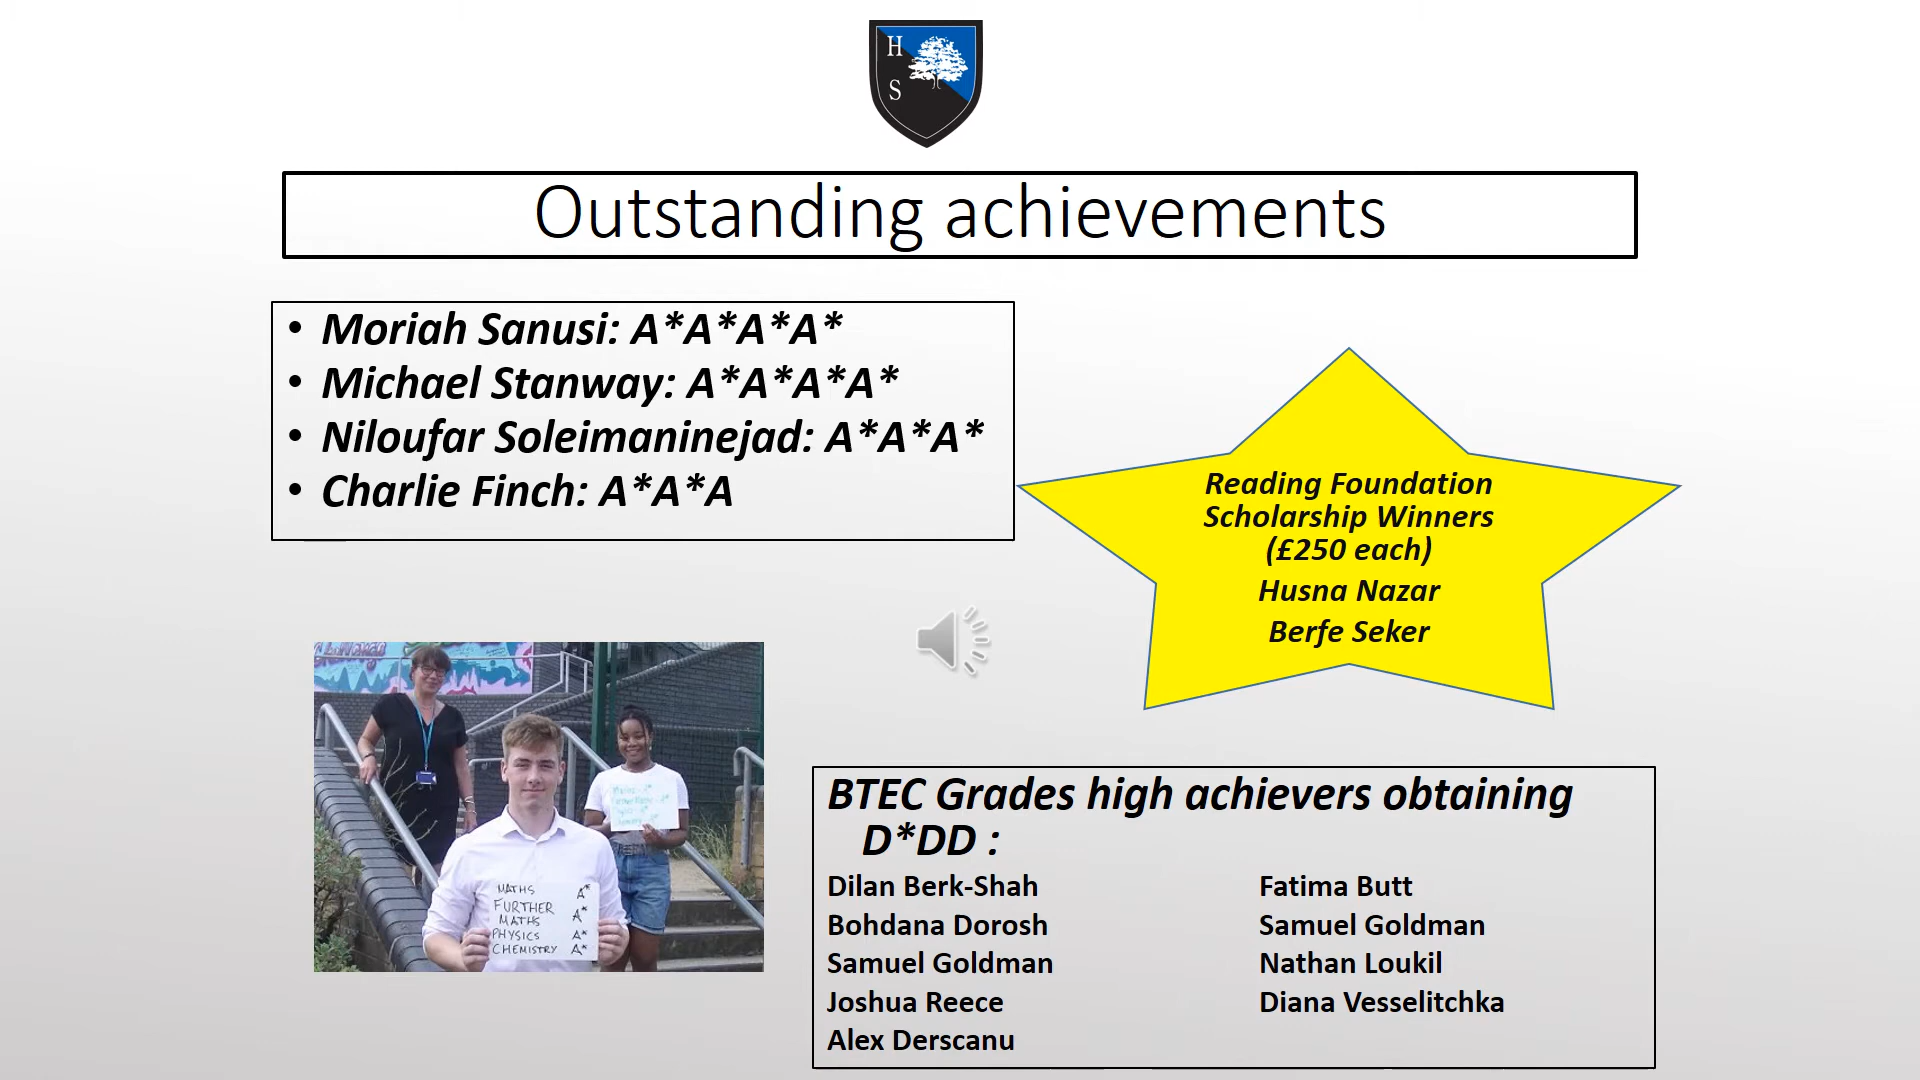 H
S
Outstanding achievements
• Moriah Sanusi: A*A*A*A*
• Michael Stanway: A*A*A*A*
• Niloufar Soleimaninejad: A*A*A*
• Charlie Finch: A*A*A
Reading Foundation
Scholarship Winners
(£250 each)
Husna Nazar
Berfe Seker
MATHS A*
FURTHER
MATHS A*
PHYSICS A*
CHEMISTRY A*
BTEC Grades high achievers obtaining
D*DD :
Dilan Berk-Shah
Bohdana Dorosh
Samuel Goldman
Joshua Reece
Alex Derscanu
Fatima Butt
Samuel Goldman
Nathan Loukil
Diana Vesselitchka